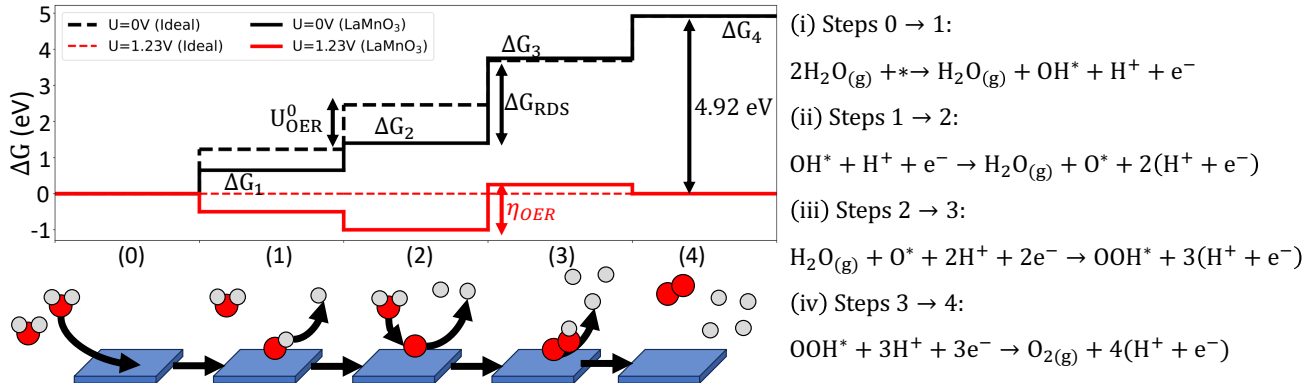 U=0V (Ideal)
U=0V (LaMnO₃)
U=1.23V (Ideal)
U=1.23V (LaMnO₃)
ΔG (eV)
5
4
3
2
1
0
-1
U⁰OER
ΔG₁
ΔG₂
ΔG₃
ΔG₄
ΔG_RDS
4.92 eV
η_OER
(0)
(1)
(2)
(3)
(4)
(i) Steps 0 → 1:
2H₂O₍g₎ +∗→ H₂O₍g₎ + OH* + H⁺ + e⁻
(ii) Steps 1 → 2:
OH* + H⁺ + e⁻ → H₂O₍g₎ + O* + 2(H⁺ + e⁻)
(iii) Steps 2 → 3:
H₂O₍g₎ + O* + 2H⁺ + 2e⁻ → OOH* + 3(H⁺ + e⁻)
(iv) Steps 3 → 4:
OOH* + 3H⁺ + 3e⁻ → O₂₍g₎ + 4(H⁺ + e⁻)